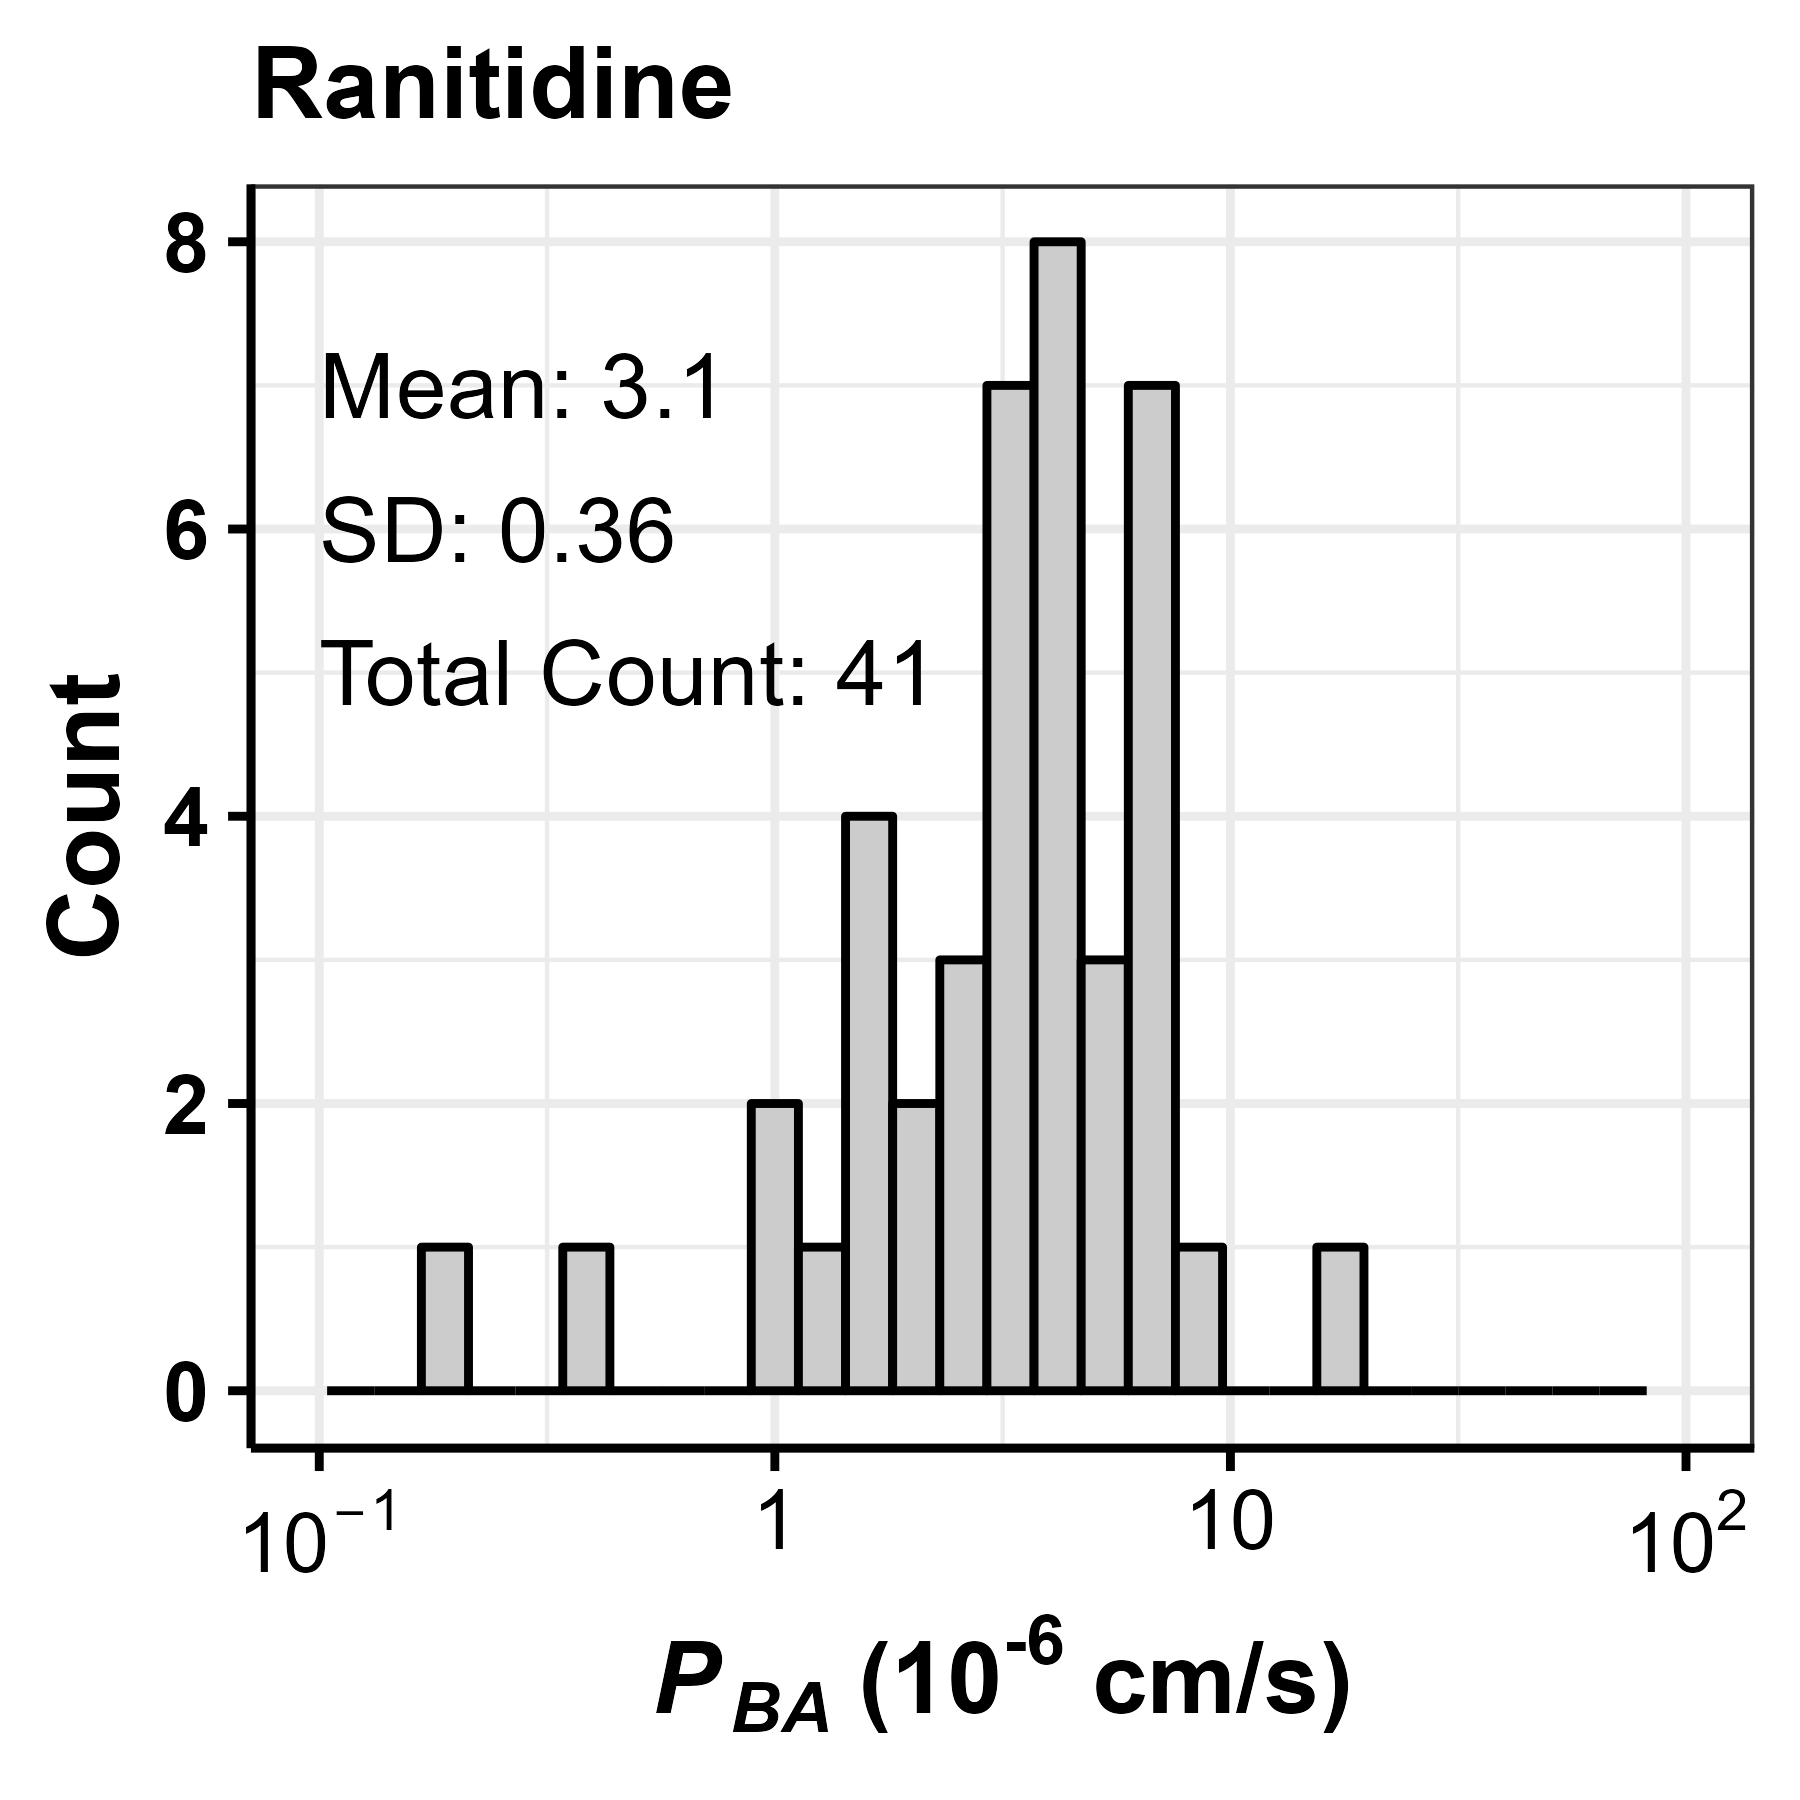 Ranitidine
8
Mean: 3.1
6
SD: 0.36
Total Count: 41
Count
4
2
0
10⁻¹ 1 10 10²
P BA (10⁻⁶ cm/s)